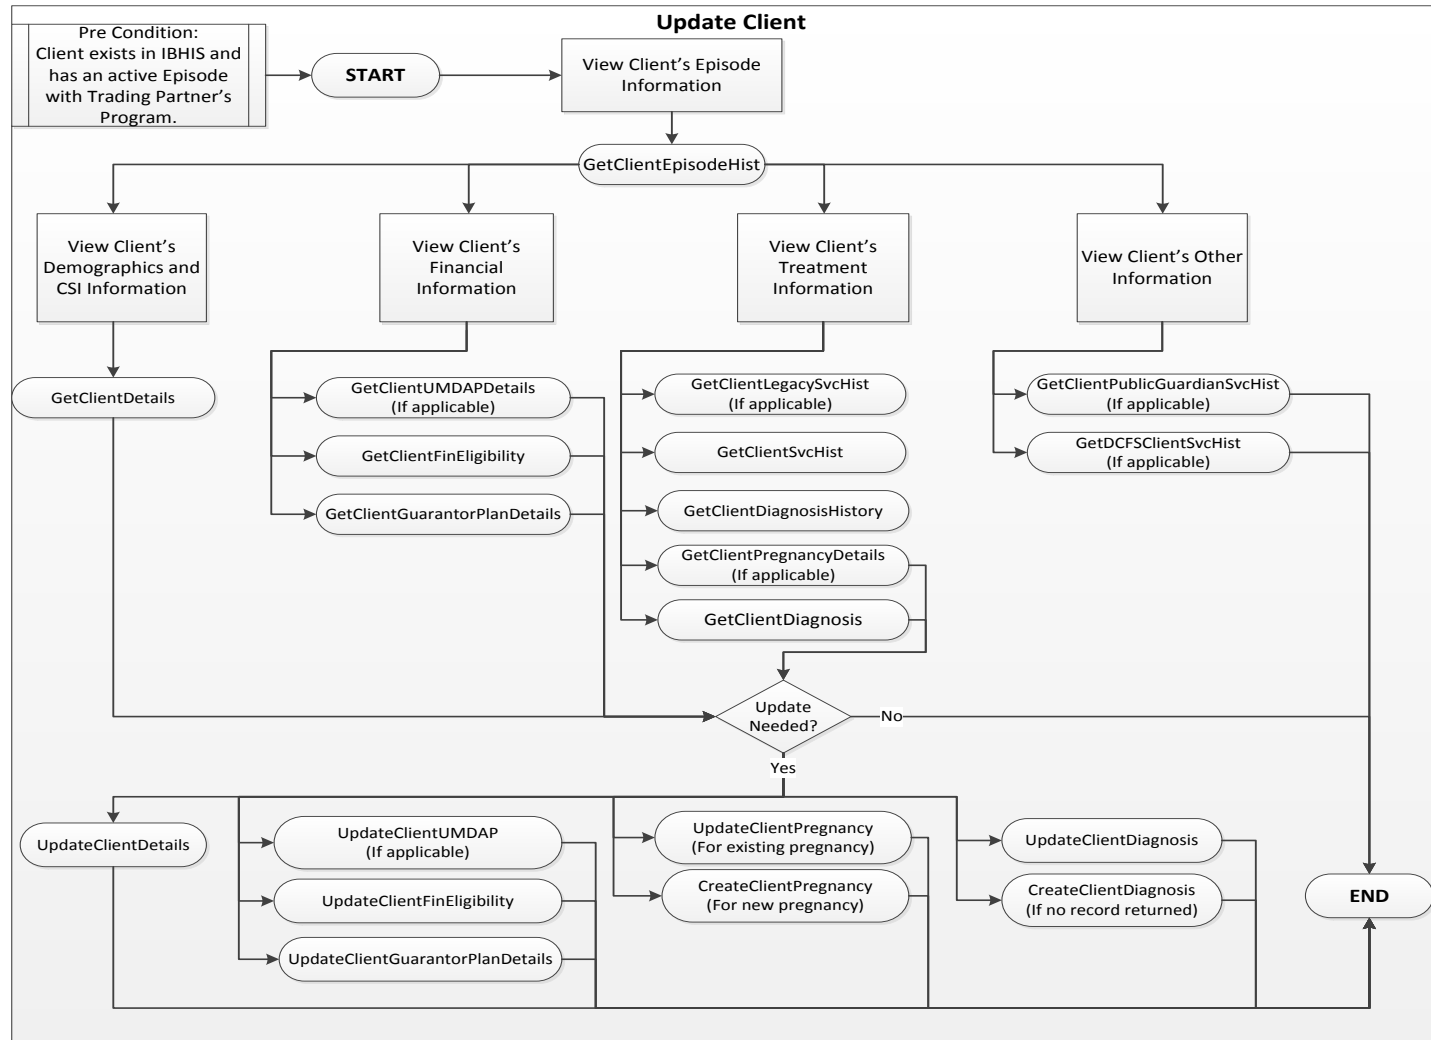 Update Client
Pre Condition:
Client exists in IBHIS and
has an active Episode
with Trading Partner's
Program.
START
View Client's Episode
Information
GetClientEpisodeHist
View Client's
Demographics and
CSI Information
View Client's
Financial
Information
View Client's
Treatment
Information
View Client's Other
Information
GetClientDetails
GetClientUMDAPDetails
(If applicable)
GetClientFinEligibility
GetClientGuarantorPlanDetails
GetClientLegacySvcHist
(If applicable)
GetClientSvcHist
GetClientDiagnosisHistory
GetClientPregnancyDetails
(If applicable)
GetClientDiagnosis
GetClientPublicGuardianSvcHist
(If applicable)
GetDCFSClientSvcHist
(If applicable)
Update
Needed?
No
Yes
UpdateClientDetails
UpdateClientUMDAP
(If applicable)
UpdateClientFinEligibility
UpdateClientGuarantorPlanDetails
UpdateClientPregnancy
(For existing pregnancy)
CreateClientPregnancy
(For new pregnancy)
UpdateClientDiagnosis
CreateClientDiagnosis
(If no record returned)
END